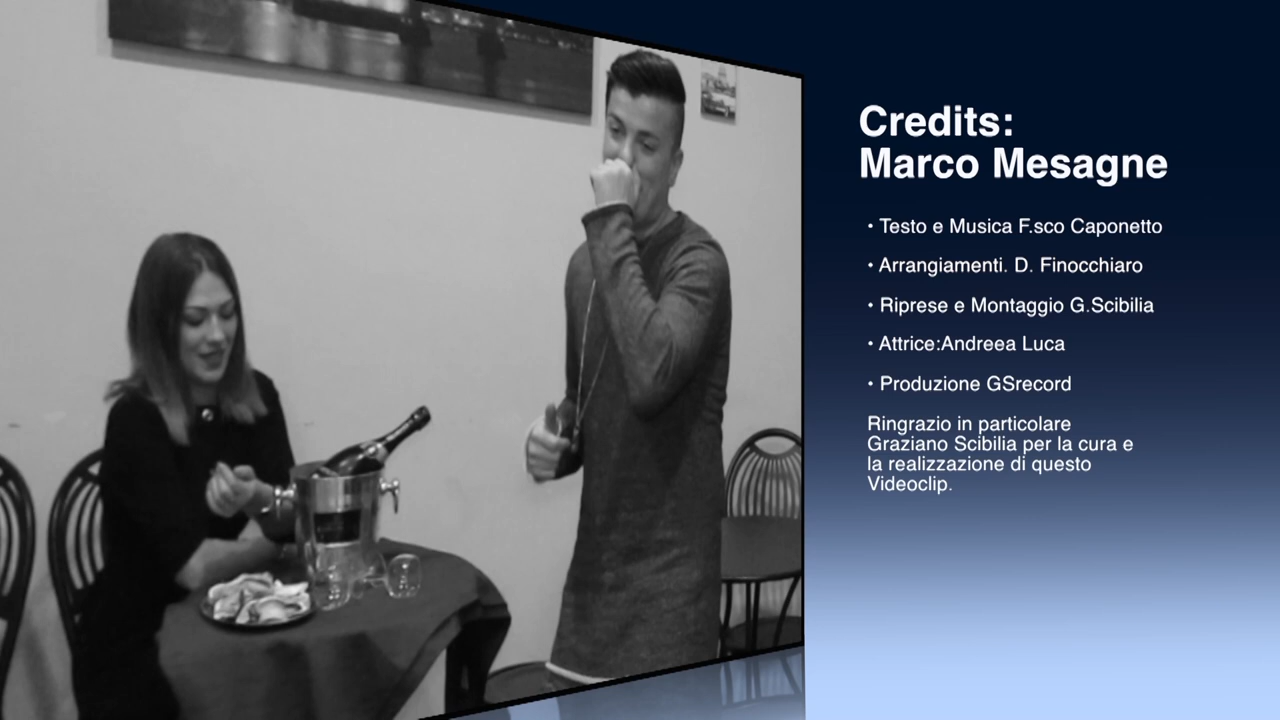 Credits:
Marco Mesagne
• Testo e Musica F.sco Caponetto
• Arrangiamenti. D. Finocchiaro
• Riprese e Montaggio G.Scibilia
• Attrice:Andreea Luca
• Produzione GSrecord
Ringrazio in particolare
Graziano Scibilia per la cura e
la realizzazione di questo
Videoclip.